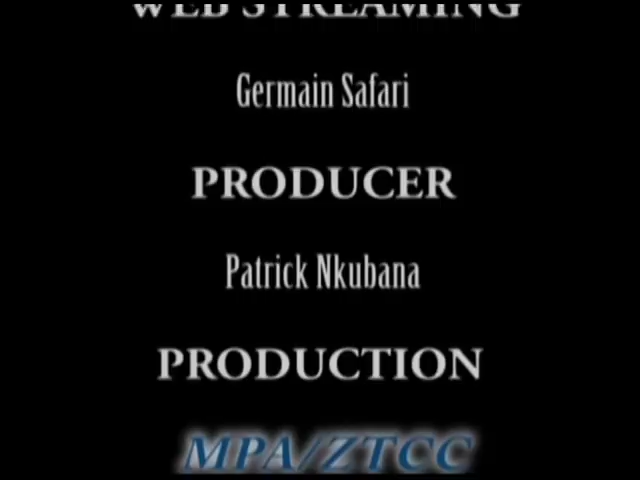 WEB STREAMING
Germain Safari
PRODUCER
Patrick Nkubana
PRODUCTION
MPA/ZTCC